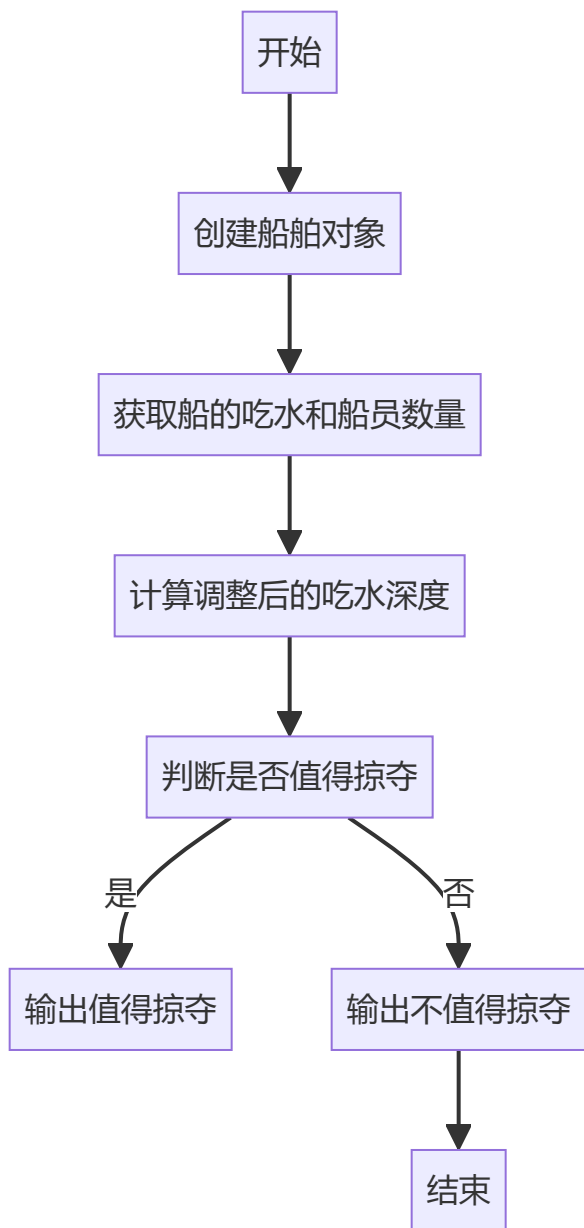 开始
创建船舶对象
获取船的吃水和船员数量
计算调整后的吃水深度
判断是否值得掠夺
是
否
输出值得掠夺
输出不值得掠夺
结束